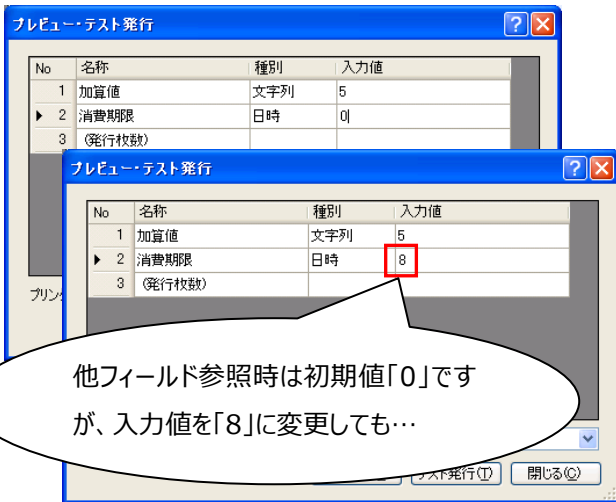 プレビュー・テスト発行
No 名称 種別 入力値
1 加算値 文字列 5
2 消費期限 日時 0
3 (発行枚数)
プレビュー・テスト発行
No 名称 種別 入力値
1 加算値 文字列 5
2 消費期限 日時 8
3 (発行枚数)
プリン
他フィールド参照時は初期値「0」です
が、入力値を「8」に変更しても…
テスト発行(T) 閉じる(C)